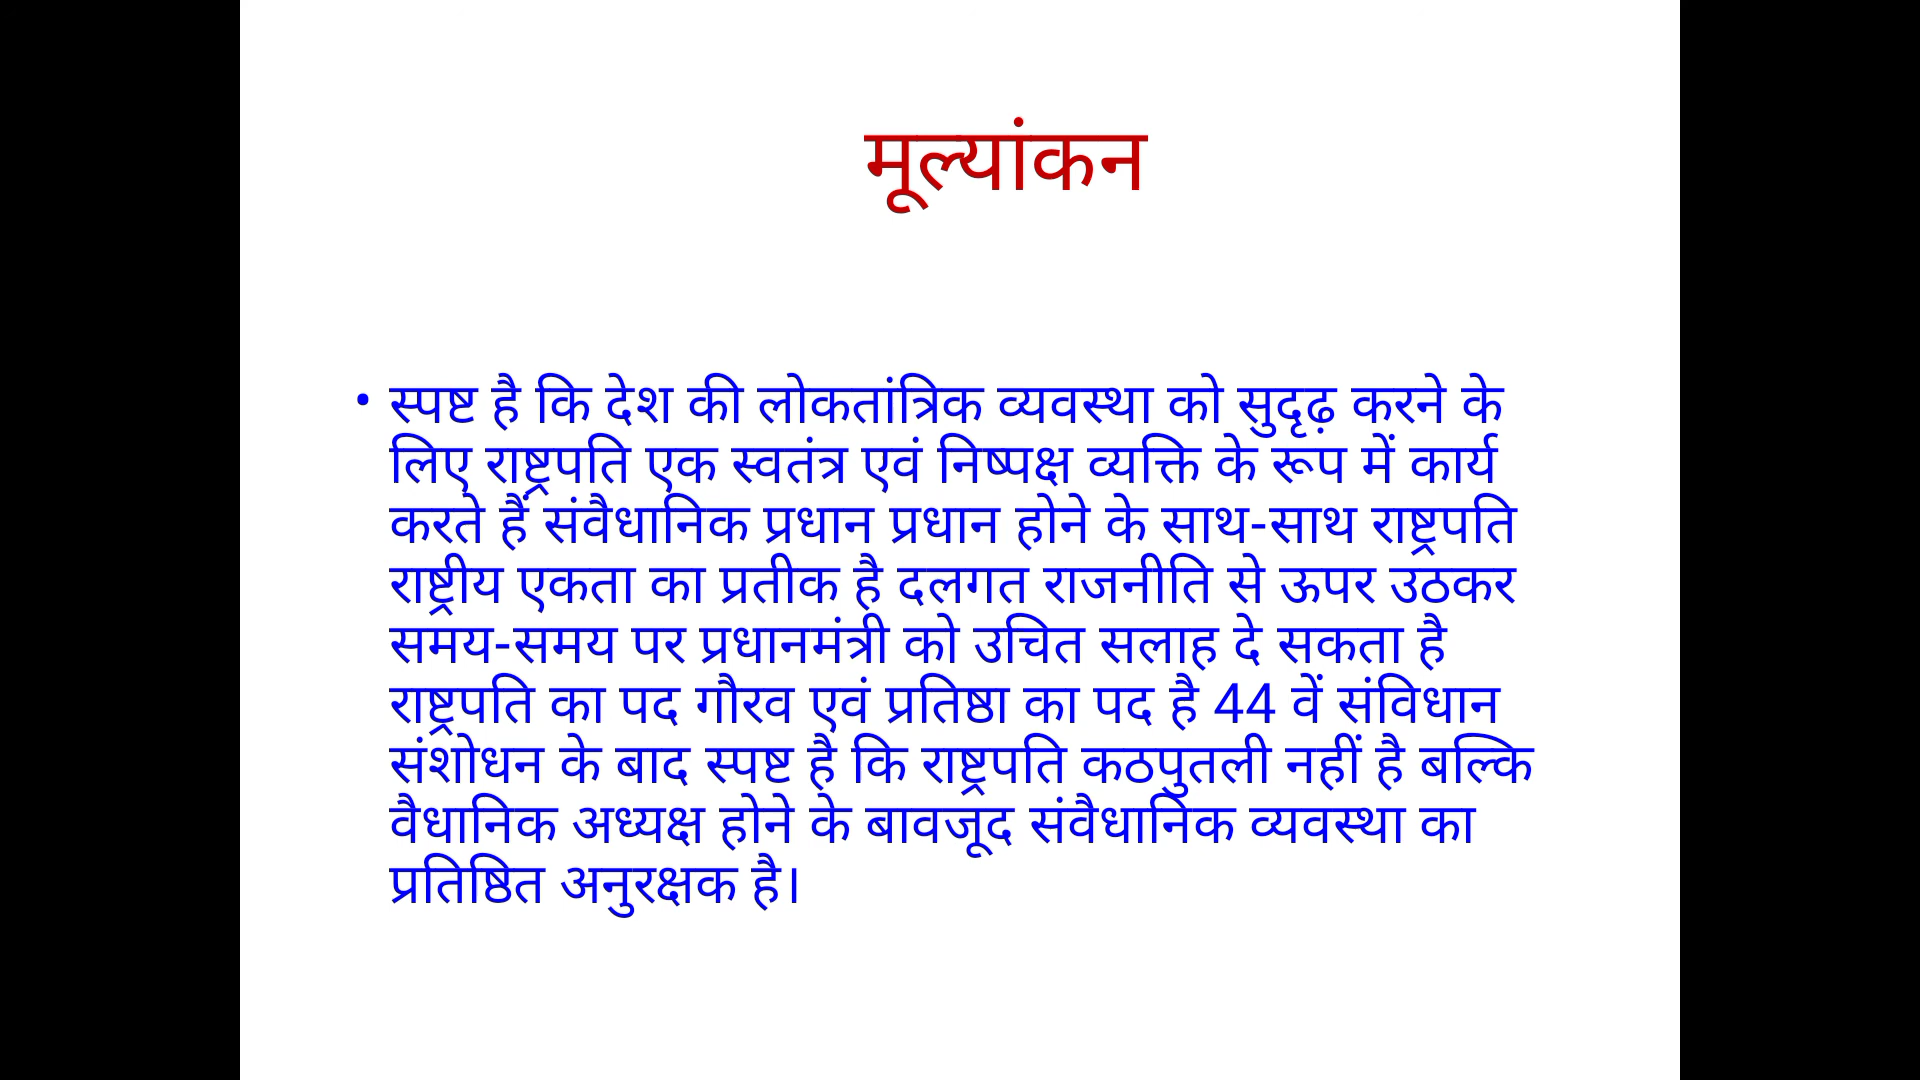 मूल्यांकन
• स्पष्ट है कि देश की लोकतांत्रिक व्यवस्था को सुदृढ़ करने के
लिए राष्ट्रपति एक स्वतंत्र एवं निष्पक्ष व्यक्ति के रूप में कार्य
करते हैं संवैधानिक प्रधान प्रधान होने के साथ-साथ राष्ट्रपति
राष्ट्रीय एकता का प्रतीक है दलगत राजनीति से ऊपर उठकर
समय-समय पर प्रधानमंत्री को उचित सलाह दे सकता है
राष्ट्रपति का पद गौरव एवं प्रतिष्ठा का पद है 44 वें संविधान
संशोधन के बाद स्पष्ट है कि राष्ट्रपति कठपुतली नहीं है बल्कि
वैधानिक अध्यक्ष होने के बावजूद संवैधानिक व्यवस्था का
प्रतिष्ठित अनुरक्षक है।